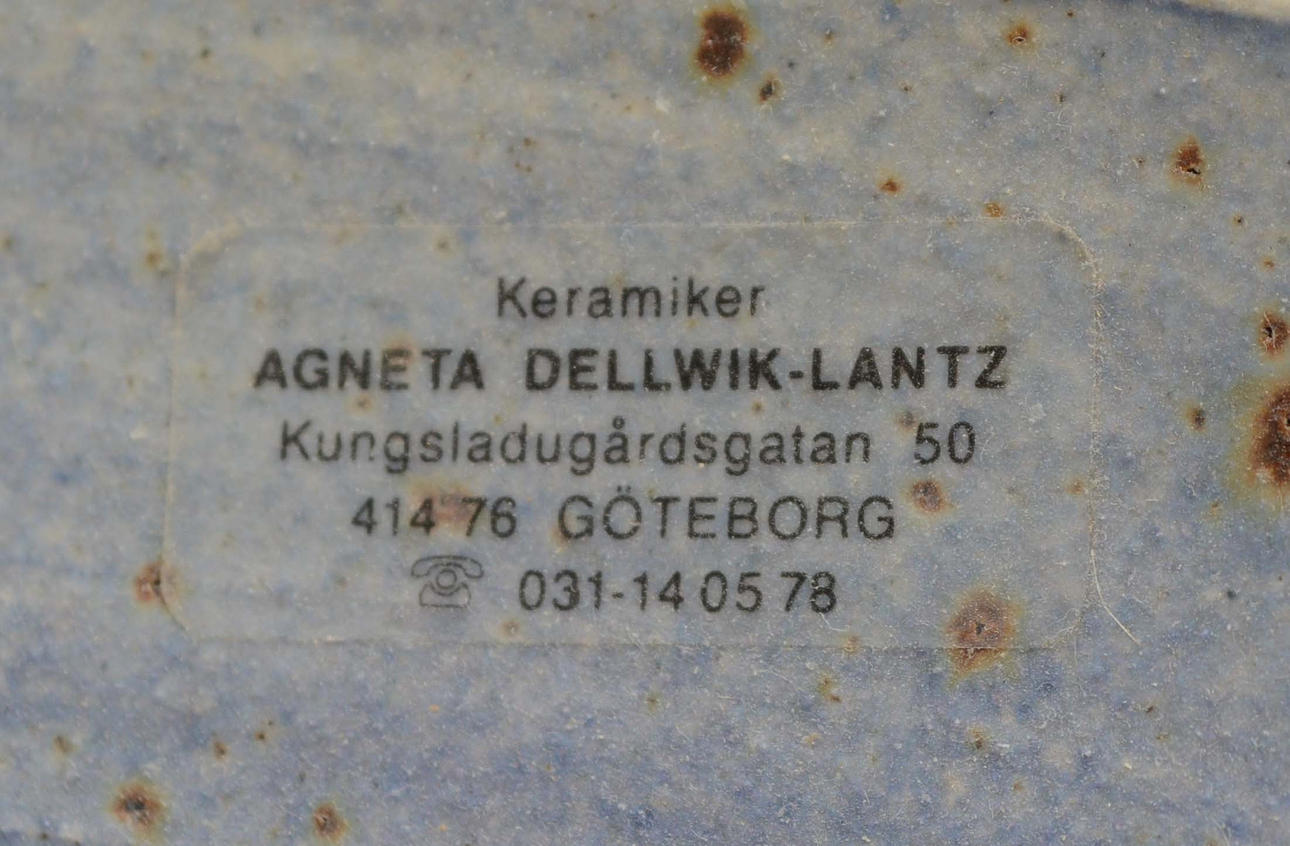 Keramiker
AGNETA DELLWIK-LANTZ
Kungsladugårdsgatan 50
414 76 GÖTEBORG
☏ 031-14 05 78